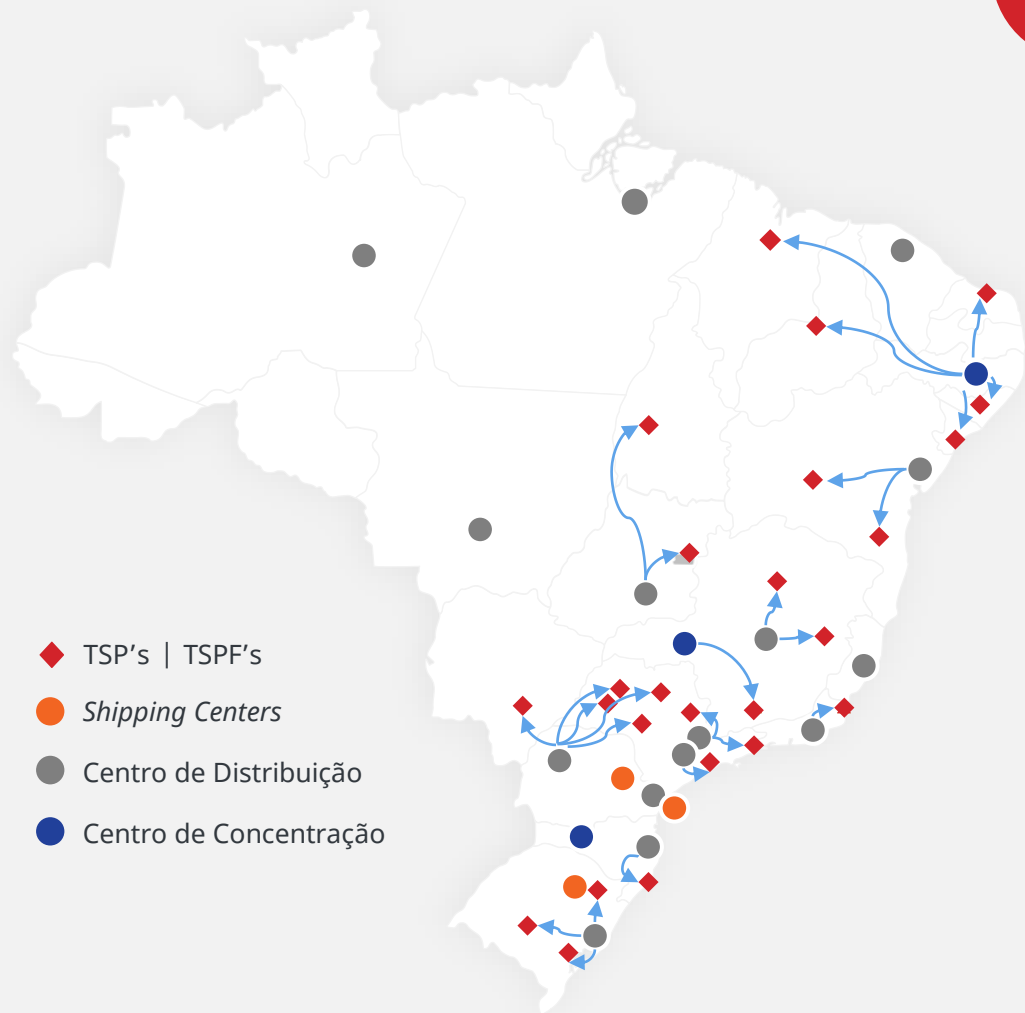 TSP’s | TSPF’s
Shipping Centers
Centro de Distribuição
Centro de Concentração